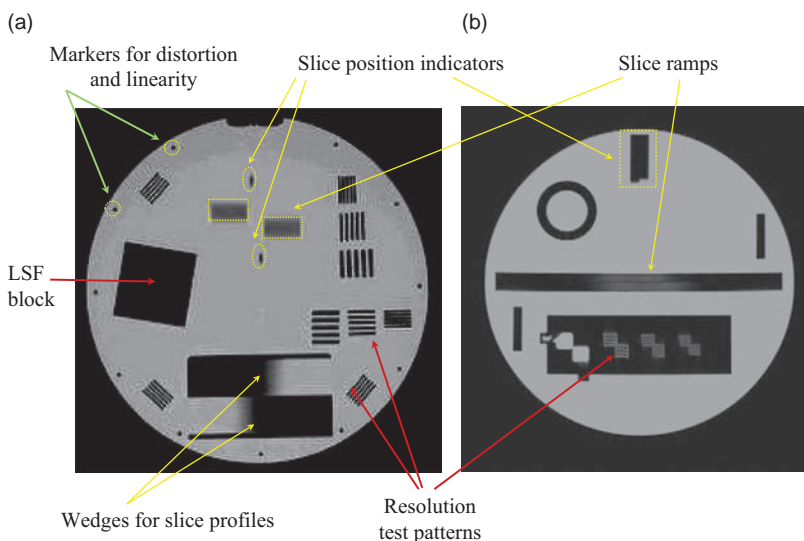 (a)
(b)
Markers for distortion
and linearity
Slice position indicators
Slice ramps
LSF
block
Wedges for slice profiles
Resolution
test patterns